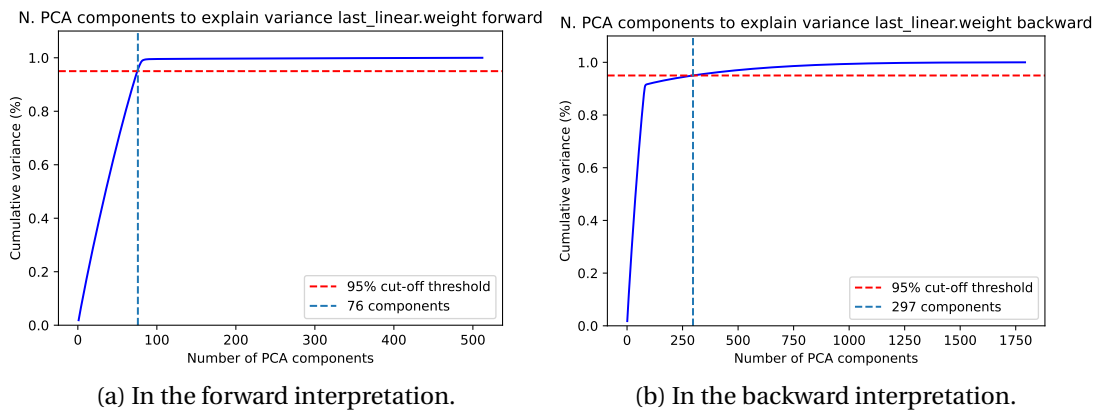 N. PCA components to explain variance last_linear.weight forward
Cumulative variance (%)
1.0
0.8
0.6
0.4
0.2
0.0
0
100
200
300
400
500
Number of PCA components
95% cut-off threshold
76 components
(a) In the forward interpretation.
N. PCA components to explain variance last_linear.weight backward
Cumulative variance (%)
1.0
0.8
0.6
0.4
0.2
0.0
0
250
500
750
1000
1250
1500
1750
Number of PCA components
95% cut-off threshold
297 components
(b) In the backward interpretation.